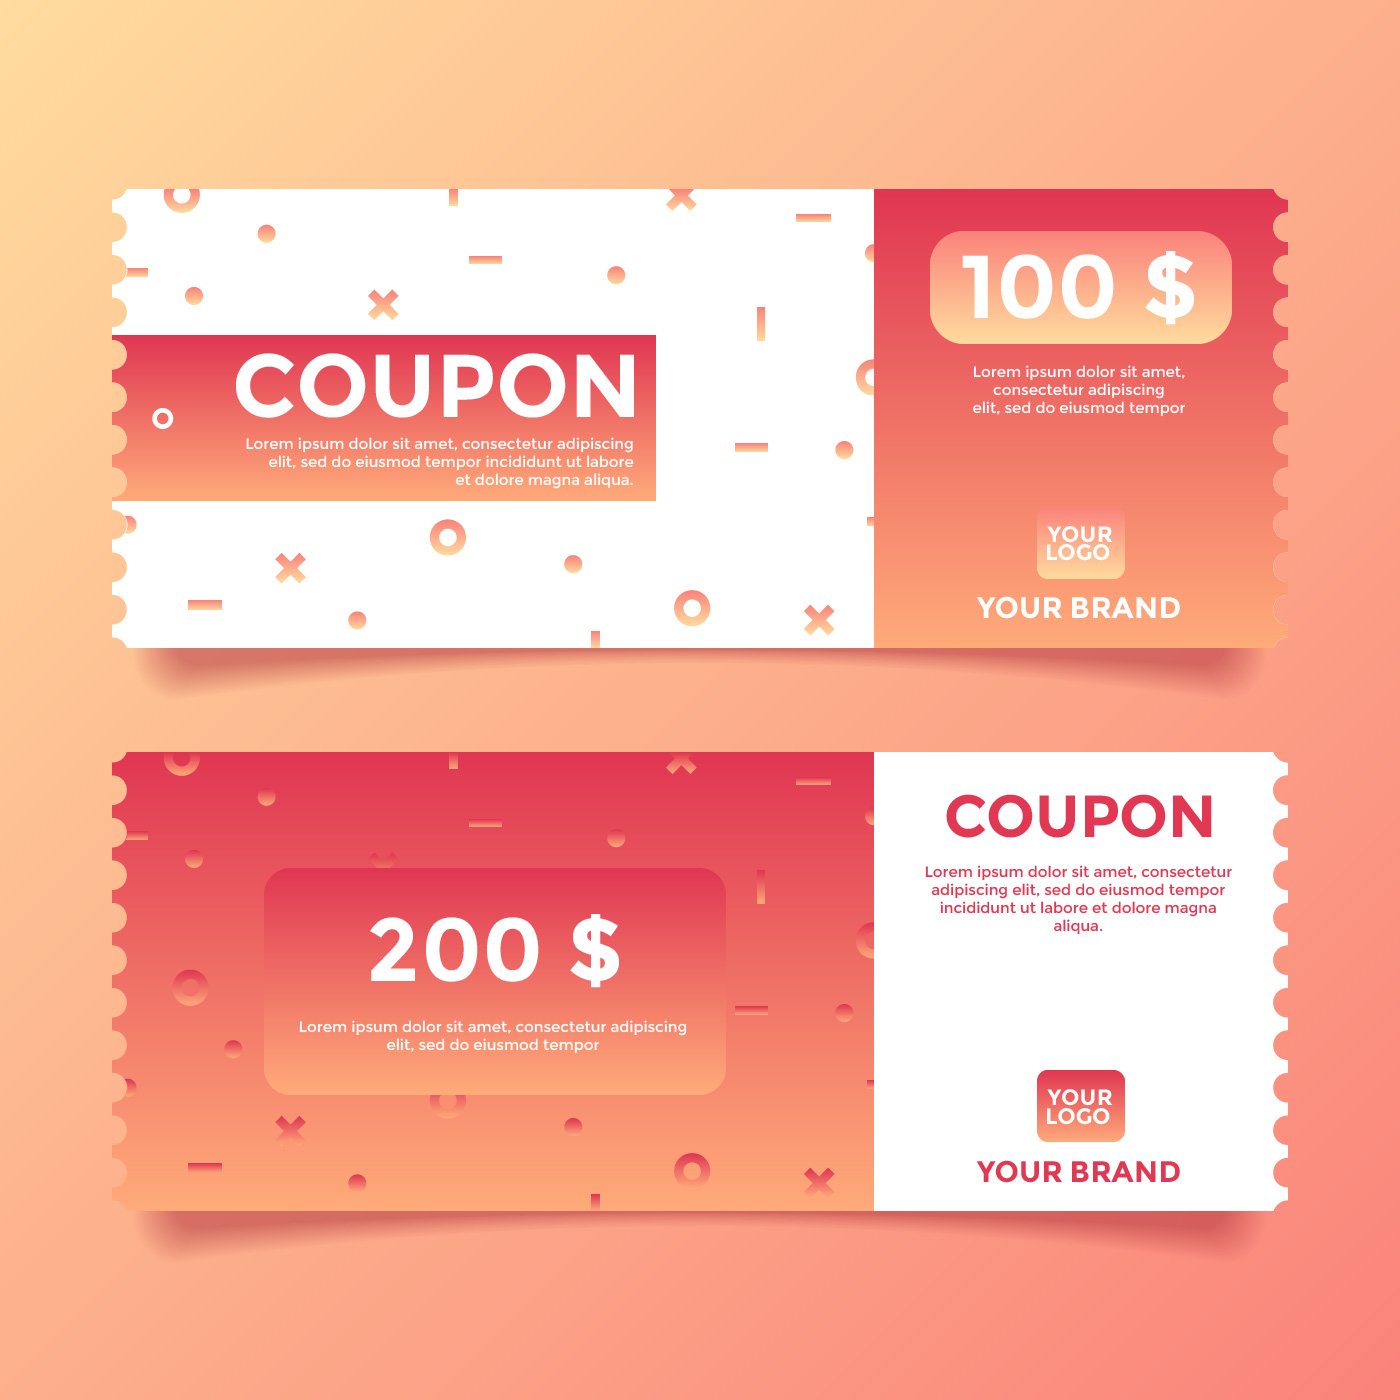 COUPON
Lorem ipsum dolor sit amet, consectetur adipiscing
elit, sed do eiusmod tempor incididunt ut labore
et dolore magna aliqua.
100 $
Lorem ipsum dolor sit amet,
consectetur adipiscing
elit, sed do eiusmod tempor
YOUR
LOGO
YOUR BRAND
200 $
Lorem ipsum dolor sit amet, consectetur adipiscing
elit, sed do eiusmod tempor
COUPON
Lorem ipsum dolor sit amet, consectetur
adipiscing elit, sed do eiusmod tempor
incididunt ut labore et dolore magna
aliqua.
YOUR
LOGO
YOUR BRAND